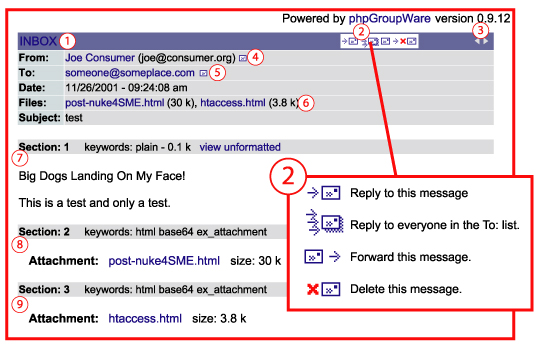 Powered by phpGroupWare version 0.9.12
INBOX 1 2 3
From: Joe Consumer (joe@consumer.org) 4
To: someone@someplace.com 5
Date: 11/26/2001 - 09:24:08 am
Files: post-nuke4SME.html (30 k), htaccess.html (3.8 k) 6
Subject: test
Section: 1 keywords: plain - 0.1 k view unformatted
7
Big Dogs Landing On My Face!
This is a test and only a test.
Section: 2 keywords: html base64 ex_attachment
8
Attachment: post-nuke4SME.html size: 30 k
Section: 3 keywords: html base64 ex_attachment
9
Attachment: htaccess.html size: 3.8 k
2
Reply to this message
Reply to everyone in the To: list.
Forward this message.
Delete this message.